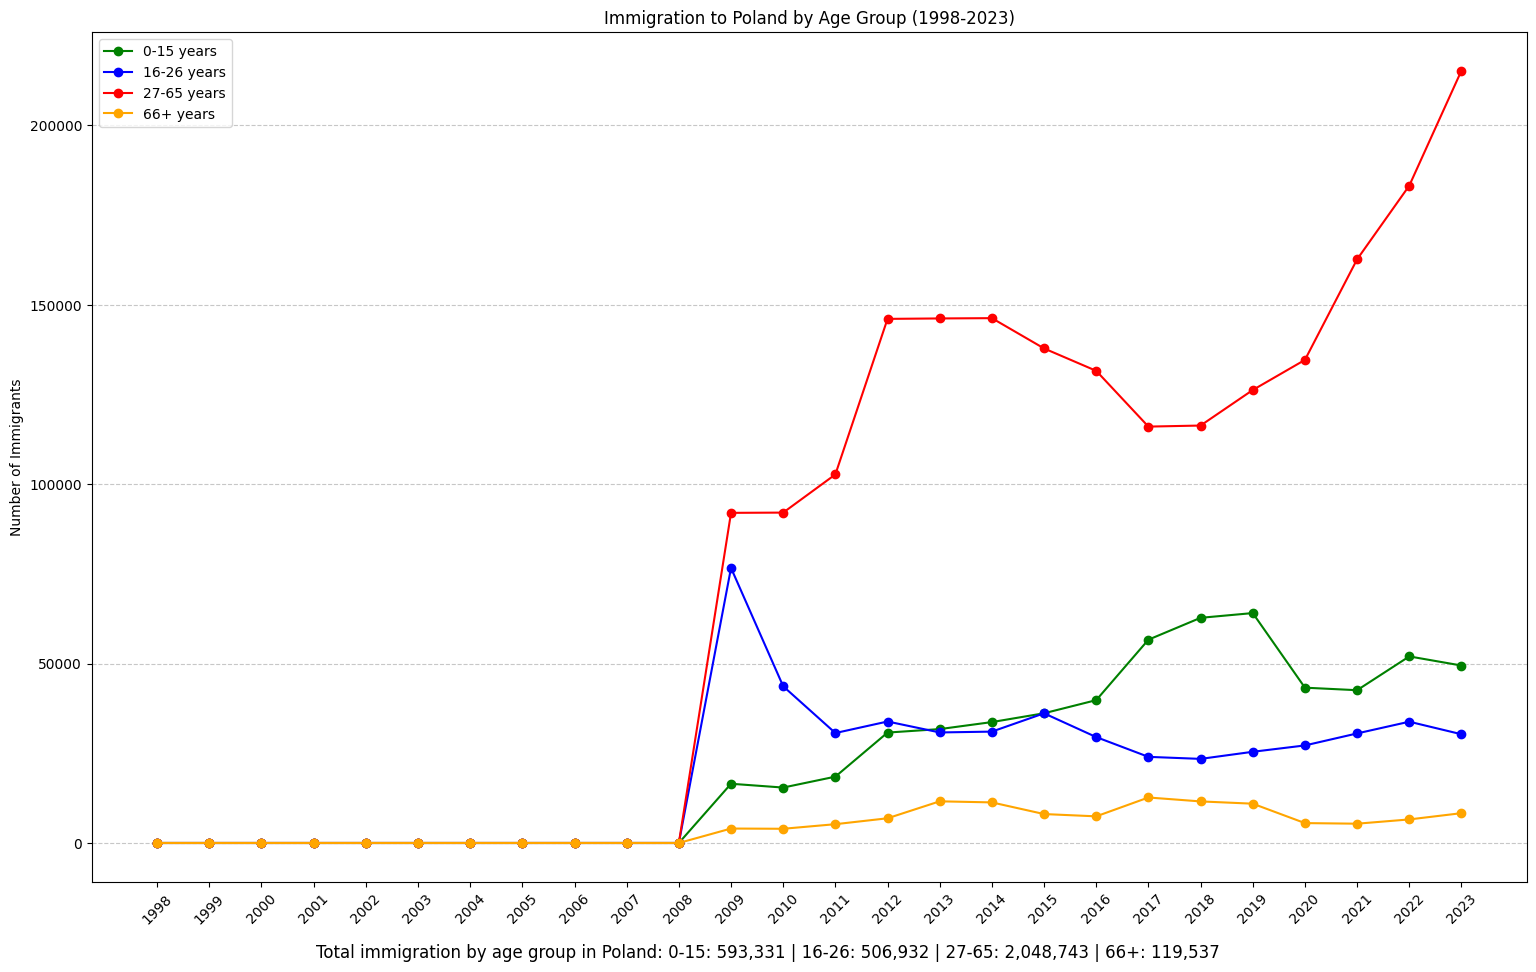 Immigration to Poland by Age Group (1998-2023)
0-15 years
16-26 years
27-65 years
66+ years
Number of Immigrants
200000
150000
100000
50000
0
1998 1999 2000 2001 2002 2003 2004 2005 2006 2007 2008 2009 2010 2011 2012 2013 2014 2015 2016 2017 2018 2019 2020 2021 2022 2023
Total immigration by age group in Poland: 0-15: 593,331 | 16-26: 506,932 | 27-65: 2,048,743 | 66+: 119,537